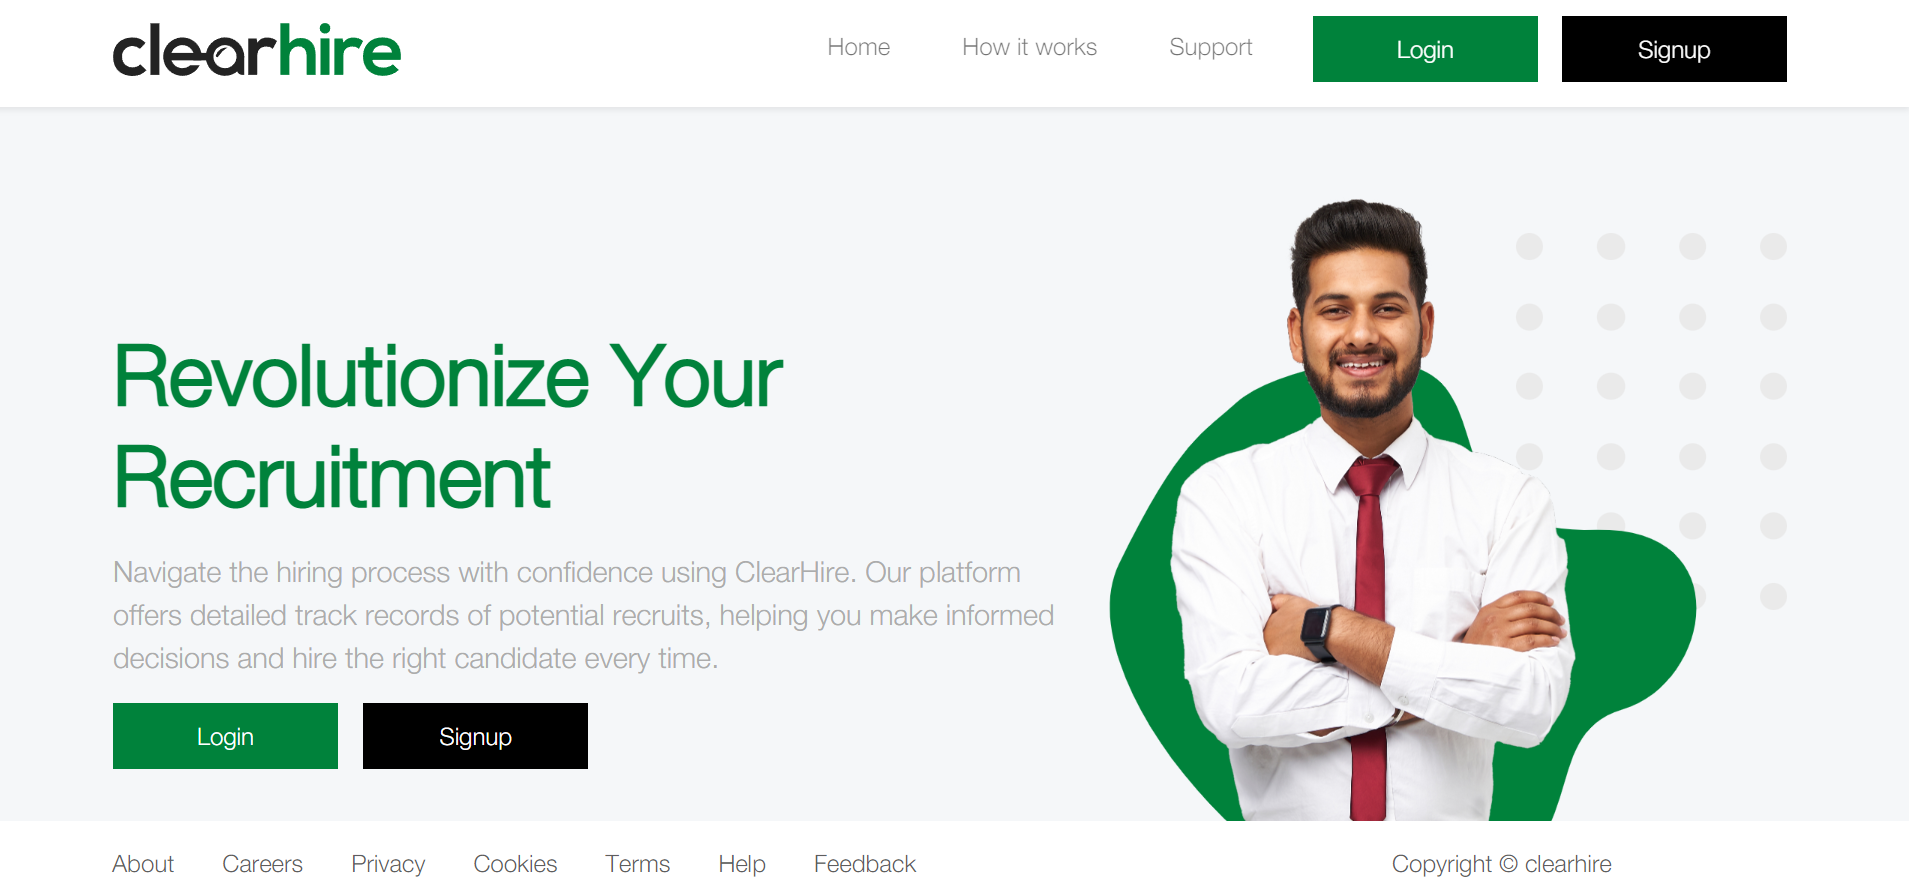 clearhire
Home How it works Support Login Signup
Revolutionize Your
Recruitment
Navigate the hiring process with confidence using ClearHire. Our platform
offers detailed track records of potential recruits, helping you make informed
decisions and hire the right candidate every time.
Login Signup
About Careers Privacy Cookies Terms Help Feedback Copyright © clearhire